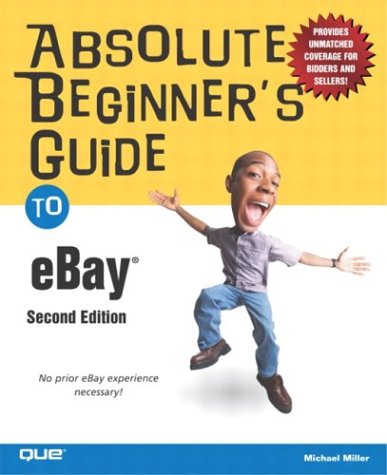 ABSOLUTE
BEGINNER'S
GUIDE
TO
eBay®
Second Edition
PROVIDES
UNMATCHED
COVERAGE FOR
BIDDERS AND
SELLERS!
No prior eBay experience
necessary!
QUE®
Michael Miller